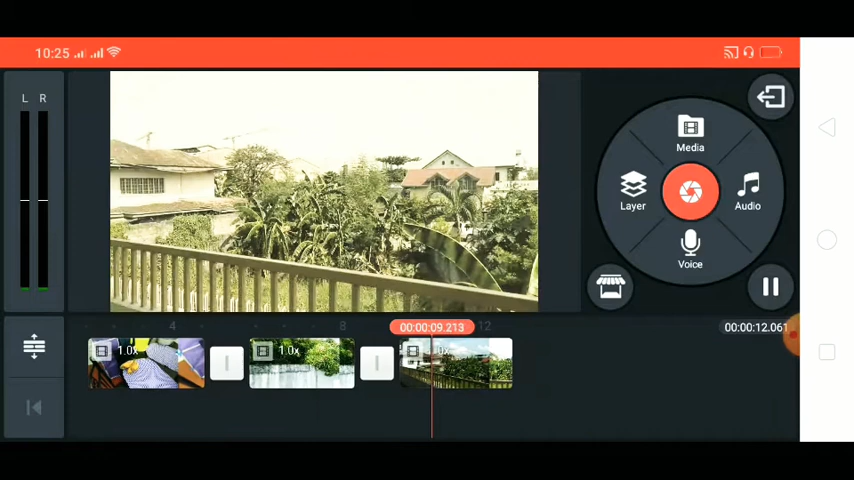 10:25
L R
Media
Layer
Audio
Voice
4
8
00:00:09.213
12
00:00:12.061
1.0x
1.0x
0x